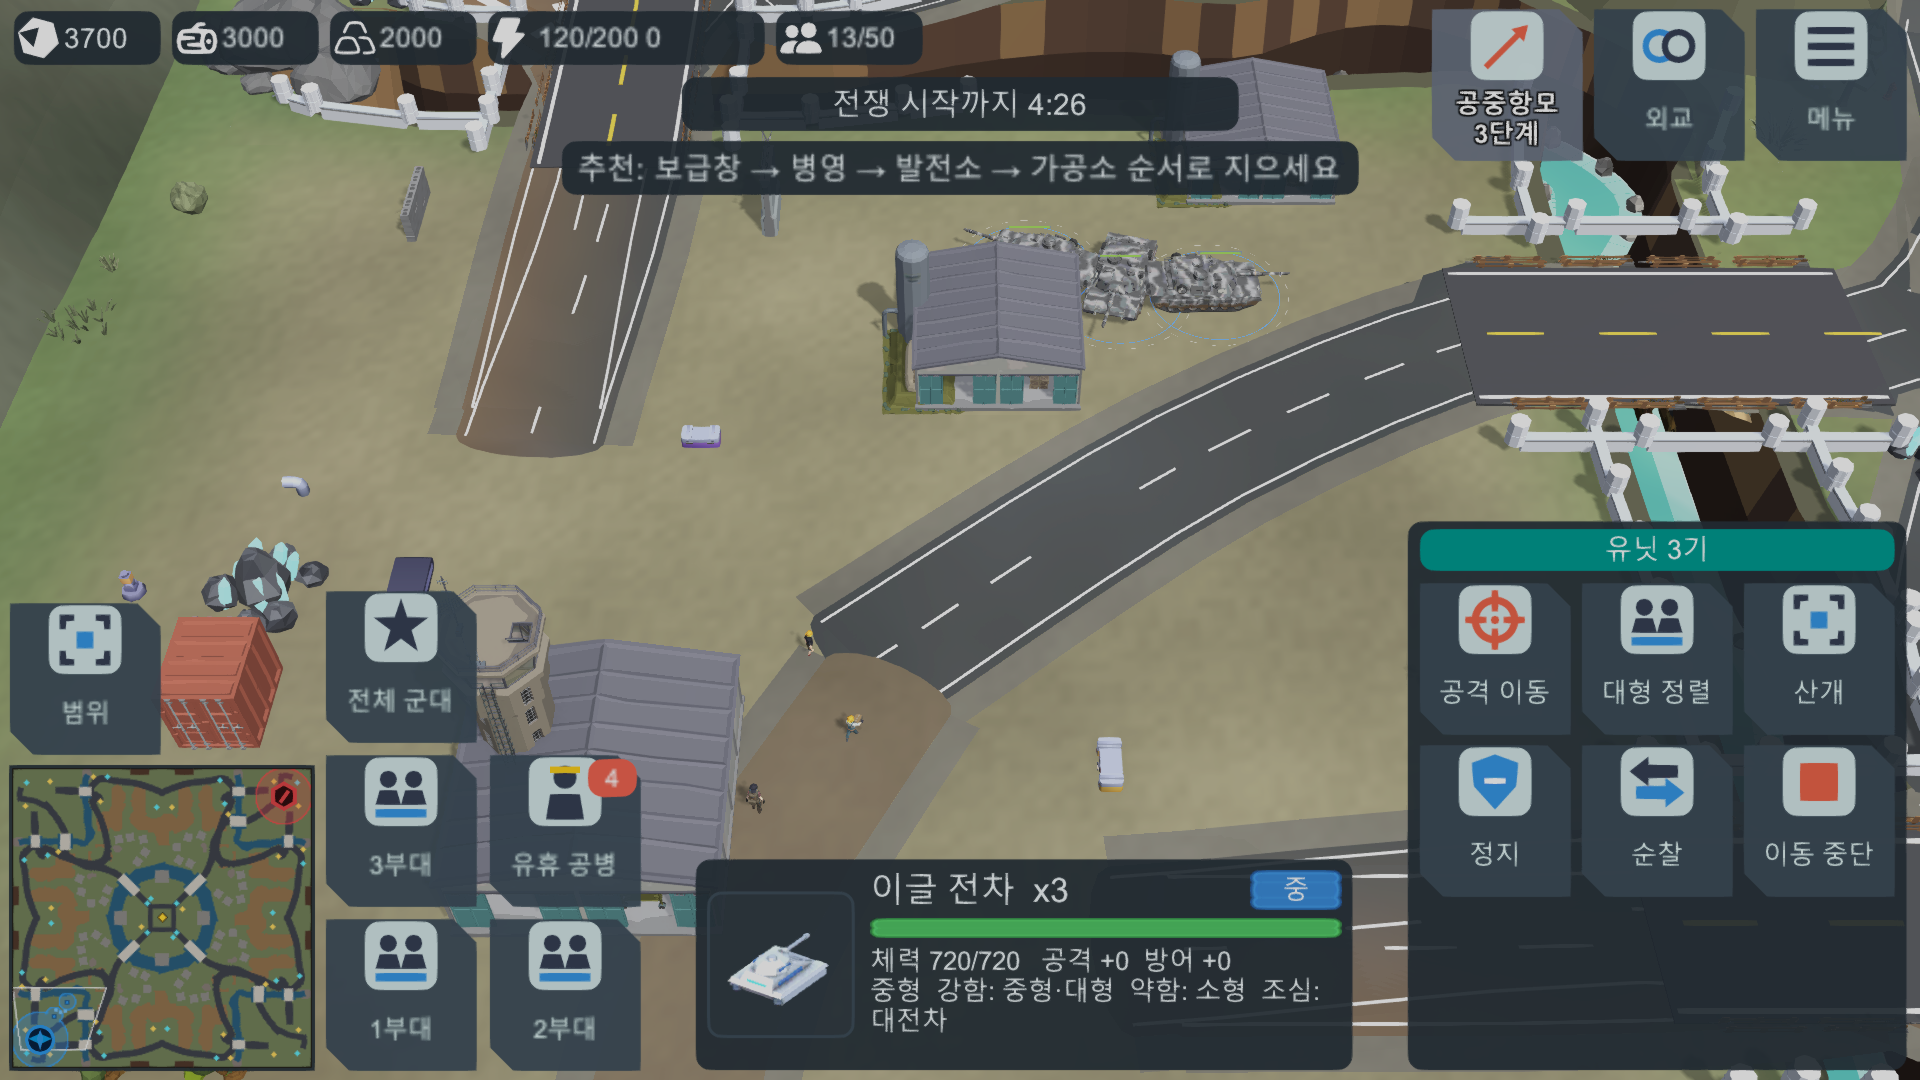 3700
3000
2000
120/200 0
13/50
전쟁 시작까지 4:26
추천: 보급창 → 병영 → 발전소 → 가공소 순서로 지으세요
공중항모
3단계
외교
메뉴
유닛 3기
공격 이동
대형 정렬
산개
정지
순찰
이동 중단
범위
전체 군대
3부대
유휴 공병
4
1부대
2부대
이글 전차 x3
중
체력 720/720 공격 +0 방어 +0
중형 강함: 중형·대형 약함: 소형 조심:
대전차